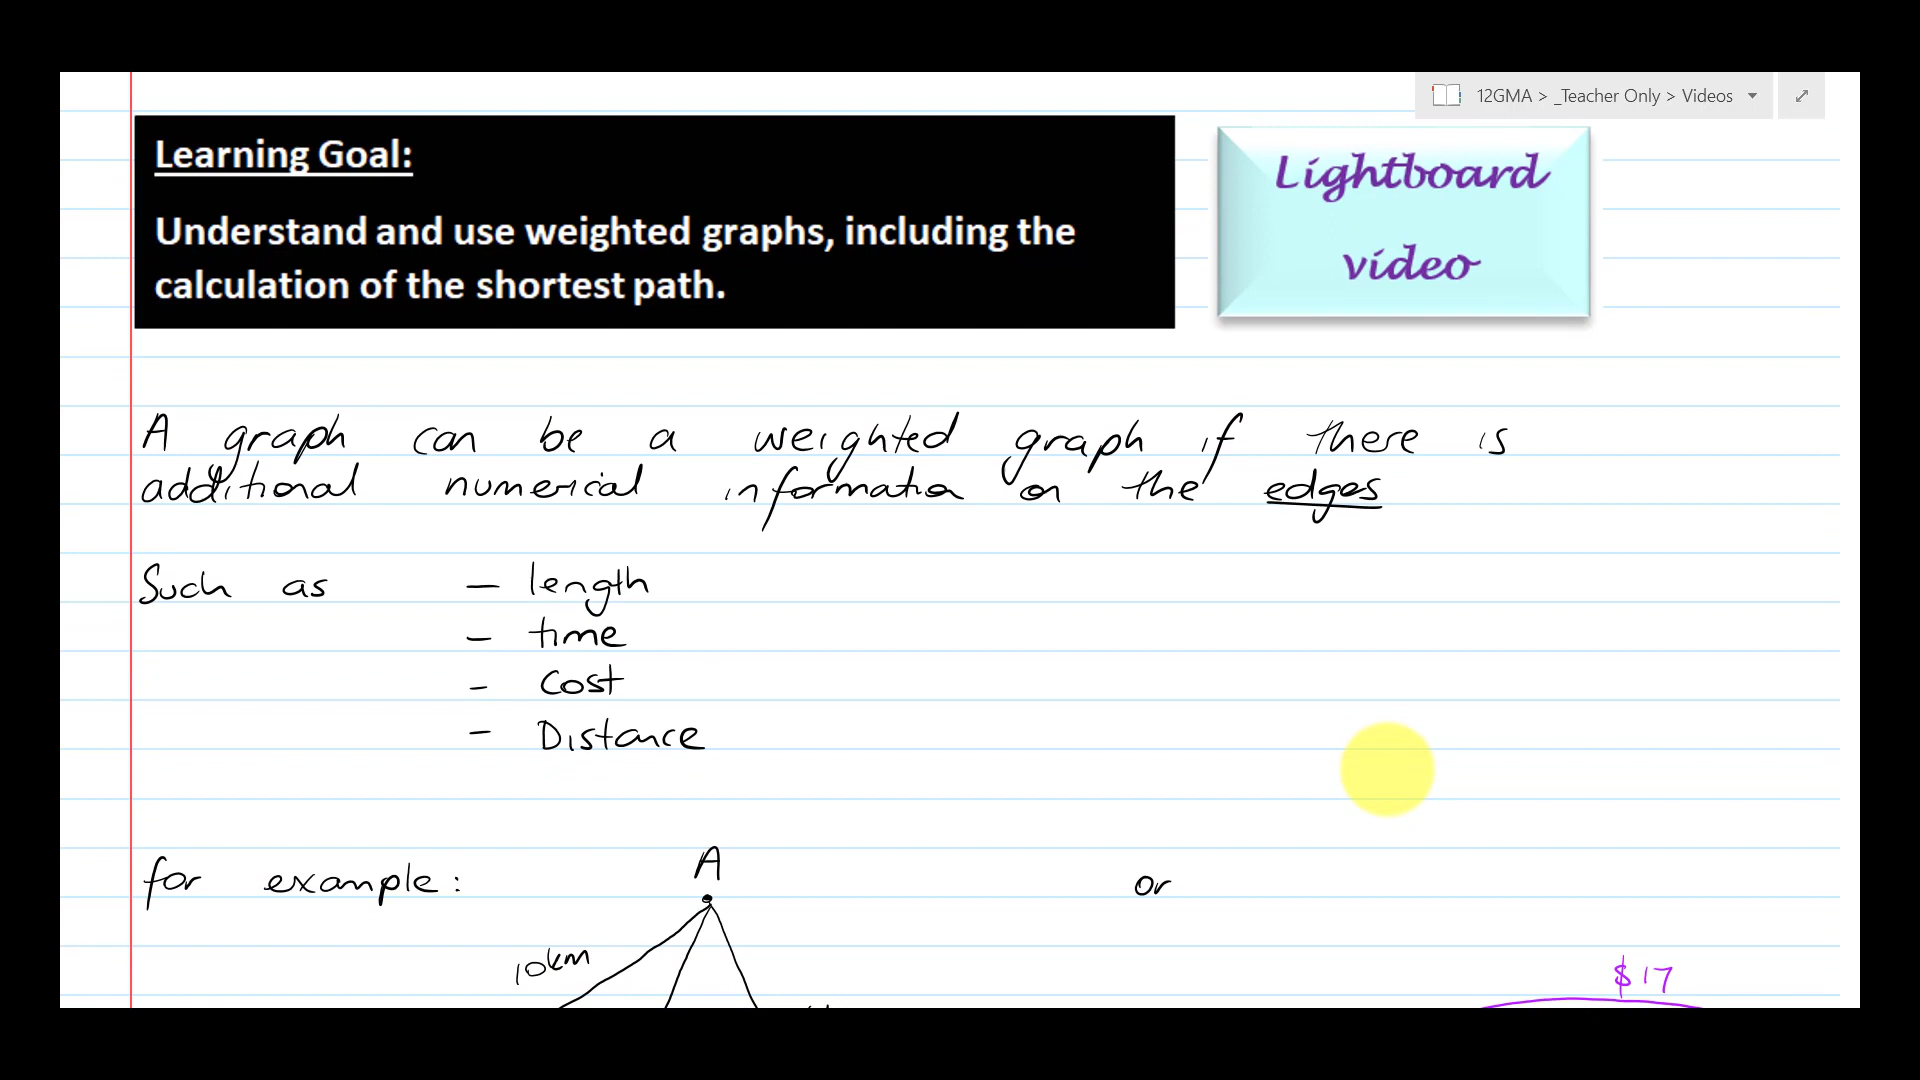 12GMA > _Teacher Only > Videos
Learning Goal:
Understand and use weighted graphs, including the
calculation of the shortest path.
Lightboard
video
A graph can be a weighted graph if there is
additional numerical information on the edges
Such as - length
- time
- Cost
- Distance
for example:
A
or
10km
$17